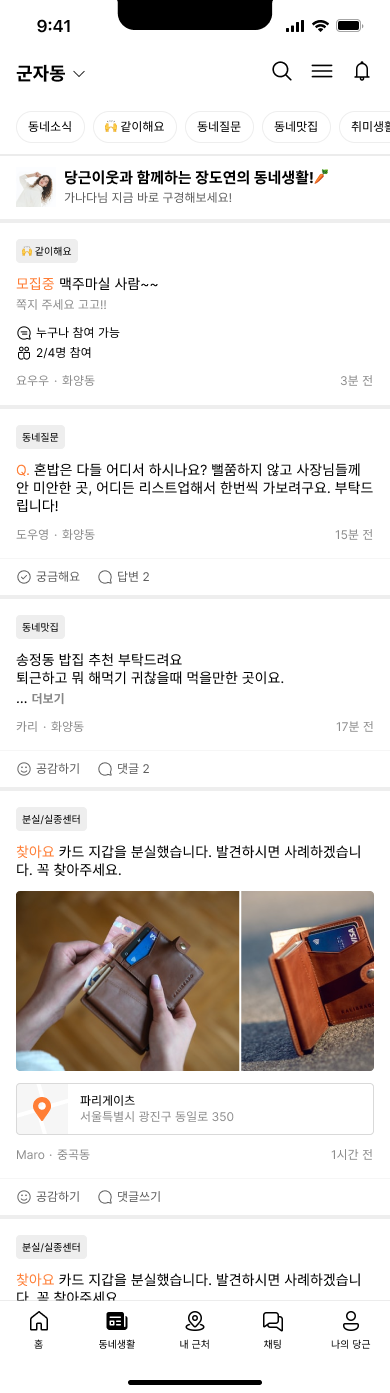 9:41
군자동
동네소식
🙌 같이해요
동네질문
동네맛집
취미생활
당근이웃과 함께하는 장도연의 동네생활!🥕
가나다님 지금 바로 구경해보세요!
🙌 같이해요
모집중 맥주마실 사람~~
쪽지 주세요 고고!!
누구나 참여 가능
2/4명 참여
요우우 · 화양동
3분 전
동네질문
Q. 혼밥은 다들 어디서 하시나요? 뻘쭘하지 않고 사장님들께
안 미안한 곳, 어디든 리스트업해서 한번씩 가보려구요. 부탁드
립니다!
도우영 · 화양동
15분 전
궁금해요
답변 2
동네맛집
송정동 밥집 추천 부탁드려요
퇴근하고 뭐 해먹기 귀찮을때 먹을만한 곳이요.
... 더보기
카리 · 화양동
17분 전
공감하기
댓글 2
분실/실종센터
찾아요 카드 지갑을 분실했습니다. 발견하시면 사례하겠습니
다. 꼭 찾아주세요.
VISA
파리게이츠
서울특별시 광진구 동일로 350
Maro · 중곡동
1시간 전
공감하기
댓글쓰기
분실/실종센터
찾아요 카드 지갑을 분실했습니다. 발견하시면 사례하겠습니
다. 꼭 찾아주세요.
홈
동네생활
내 근처
채팅
나의 당근